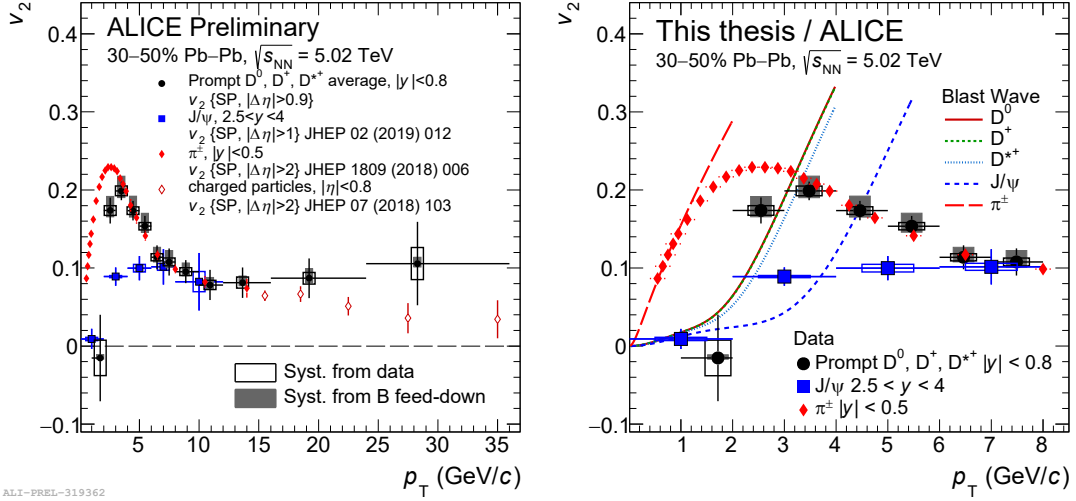 v₂
ALICE Preliminary
30–50% Pb–Pb, √sNN = 5.02 TeV
Prompt D⁰, D⁺, D*⁺ average, |y|<0.8
v₂ {SP, |Δη|>0.9}
J/ψ, 2.5<y<4
v₂ {SP, |Δη|>1} JHEP 02 (2019) 012
π±, |y|<0.5
v₂ {SP, |Δη|>2} JHEP 1809 (2018) 006
charged particles, |η|<0.8
v₂ {SP, |Δη|>2} JHEP 07 (2018) 103
0.4
0.3
0.2
0.1
0
−0.1
Syst. from data
Syst. from B feed-down
5 10 15 20 25 30 35
pT (GeV/c)
ALI-PREL-319362
v₂
This thesis / ALICE
30–50% Pb–Pb, √sNN = 5.02 TeV
Blast Wave
D⁰
D⁺
D*⁺
J/ψ
π±
0.4
0.3
0.2
0.1
0
−0.1
Data
Prompt D⁰, D⁺, D*⁺ |y| < 0.8
J/ψ 2.5 < y < 4
π± |y| < 0.5
1 2 3 4 5 6 7 8
pT (GeV/c)